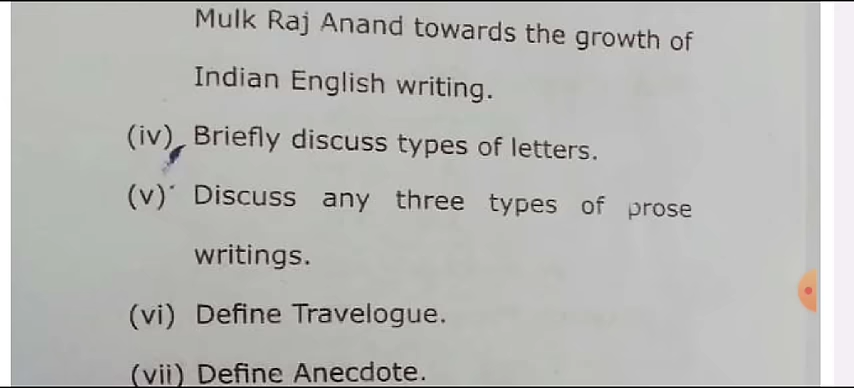 Mulk Raj Anand towards the growth of
Indian English writing.
(iv) Briefly discuss types of letters.
(v) Discuss any three types of prose
writings.
(vi) Define Travelogue.
(vii) Define Anecdote.